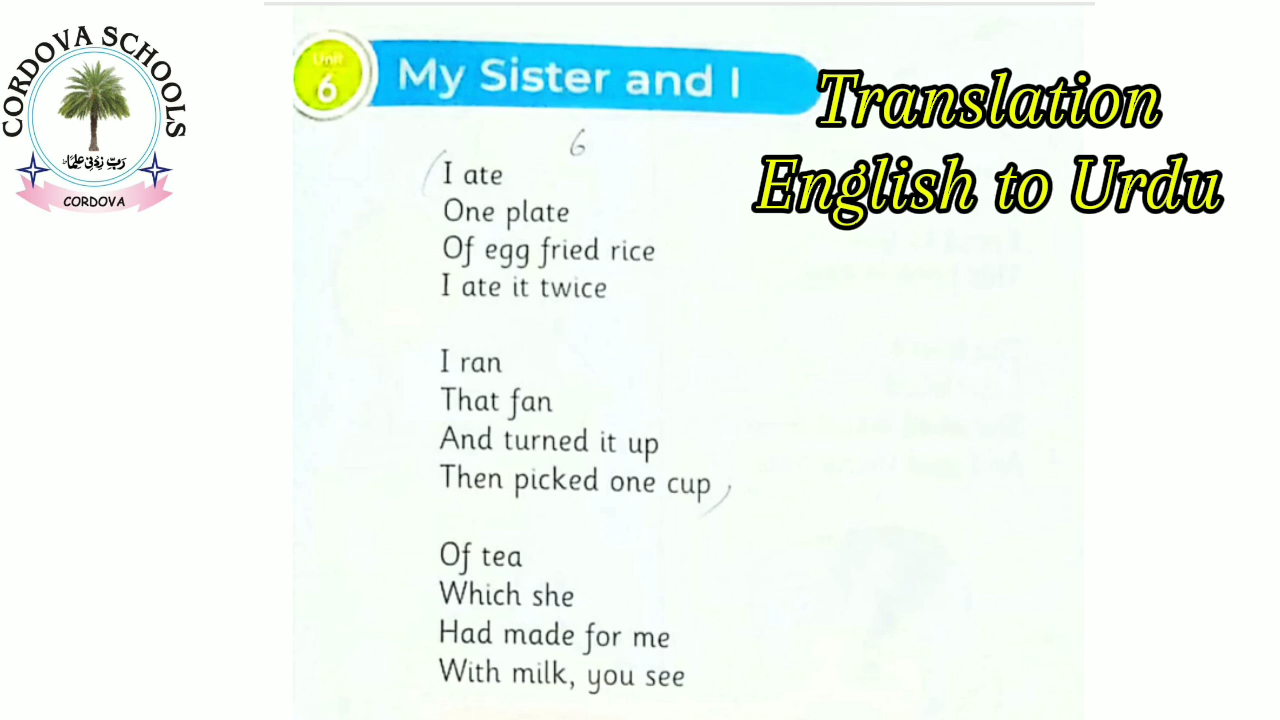 CORDOVA SCHOOLS
رَبِّ زِدْنِي عِلْمًا
CORDOVA
Unit
6
My Sister and I
Translation
English to Urdu
6
I ate
One plate
Of egg fried rice
I ate it twice
I ran
That fan
And turned it up
Then picked one cup
Of tea
Which she
Had made for me
With milk, you see